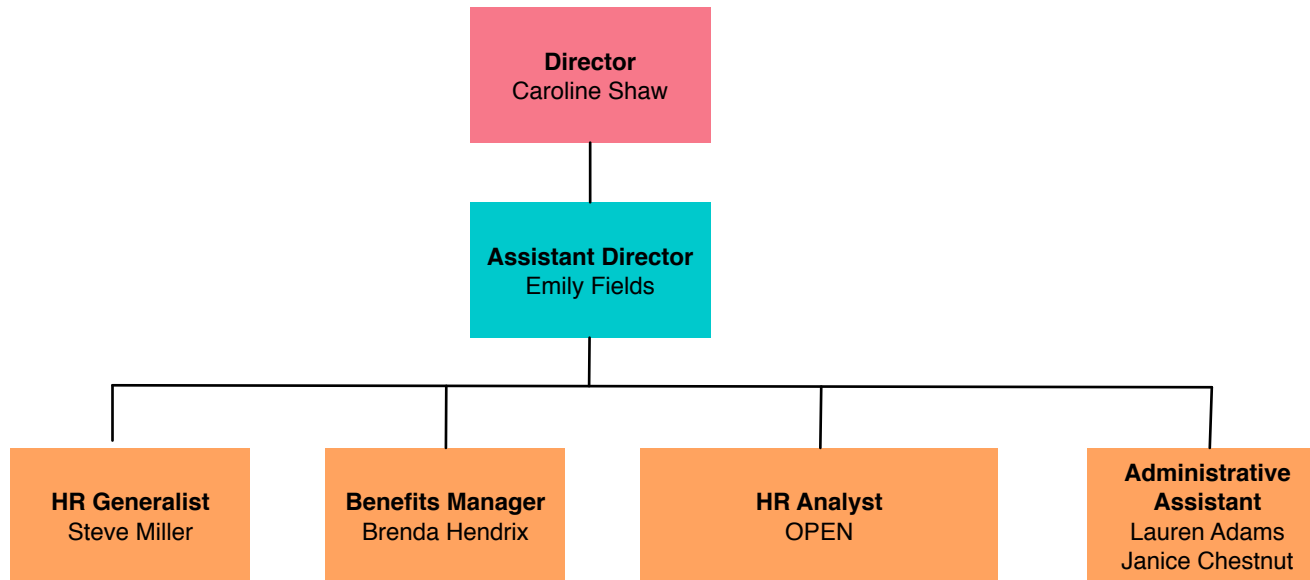 Director
Caroline Shaw
Assistant Director
Emily Fields
HR Generalist
Steve Miller
Benefits Manager
Brenda Hendrix
HR Analyst
OPEN
Administrative
Assistant
Lauren Adams
Janice Chestnut